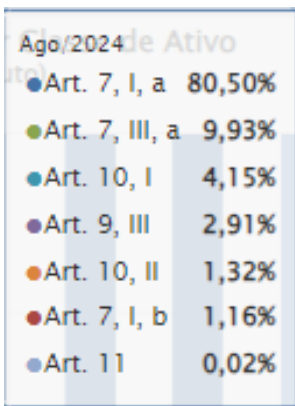 Ago/2024
Art. 7, I, a 80,50%
Art. 7, III, a 9,93%
Art. 10, I 4,15%
Art. 9, III 2,91%
Art. 10, II 1,32%
Art. 7, I, b 1,16%
Art. 11 0,02%